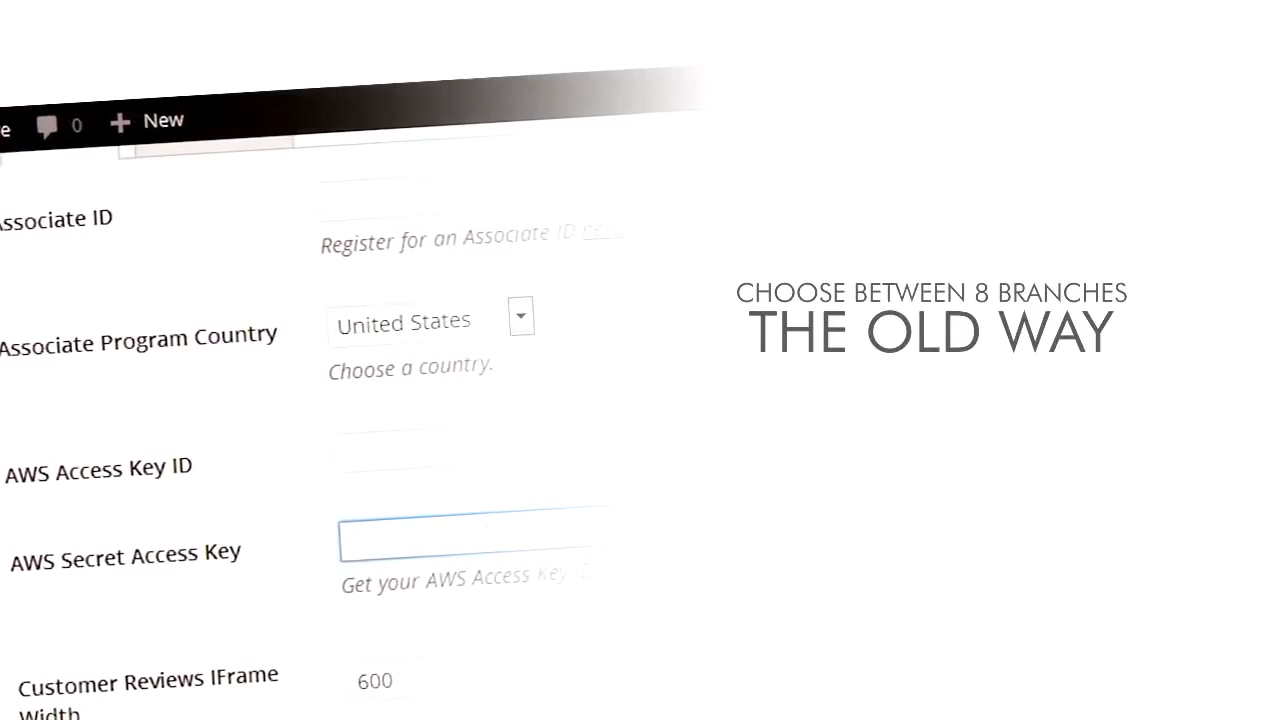 0 + New
Associate ID
Register for an Associate ID
Associate Program Country
United States
Choose a country.
AWS Access Key ID
AWS Secret Access Key
Get your AWS Access Key ID
Customer Reviews IFrame
Width
600
CHOOSE BETWEEN 8 BRANCHES
THE OLD WAY